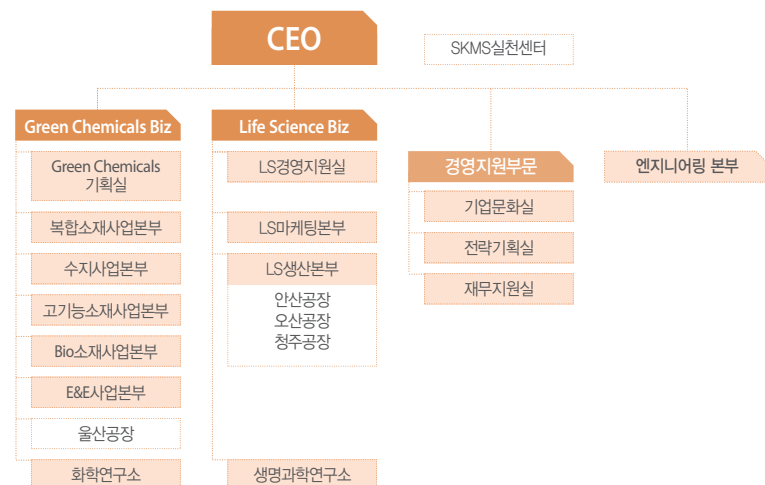 CEO
SKMS실천센터
Green Chemicals Biz
Green Chemicals
기획실
복합소재사업본부
수지사업본부
고기능소재사업본부
Bio소재사업본부
E&E사업본부
울산공장
화학연구소
Life Science Biz
LS경영지원실
LS마케팅본부
LS생산본부
안산공장
오산공장
청주공장
생명과학연구소
경영지원부문
기업문화실
전략기획실
재무지원실
엔지니어링 본부